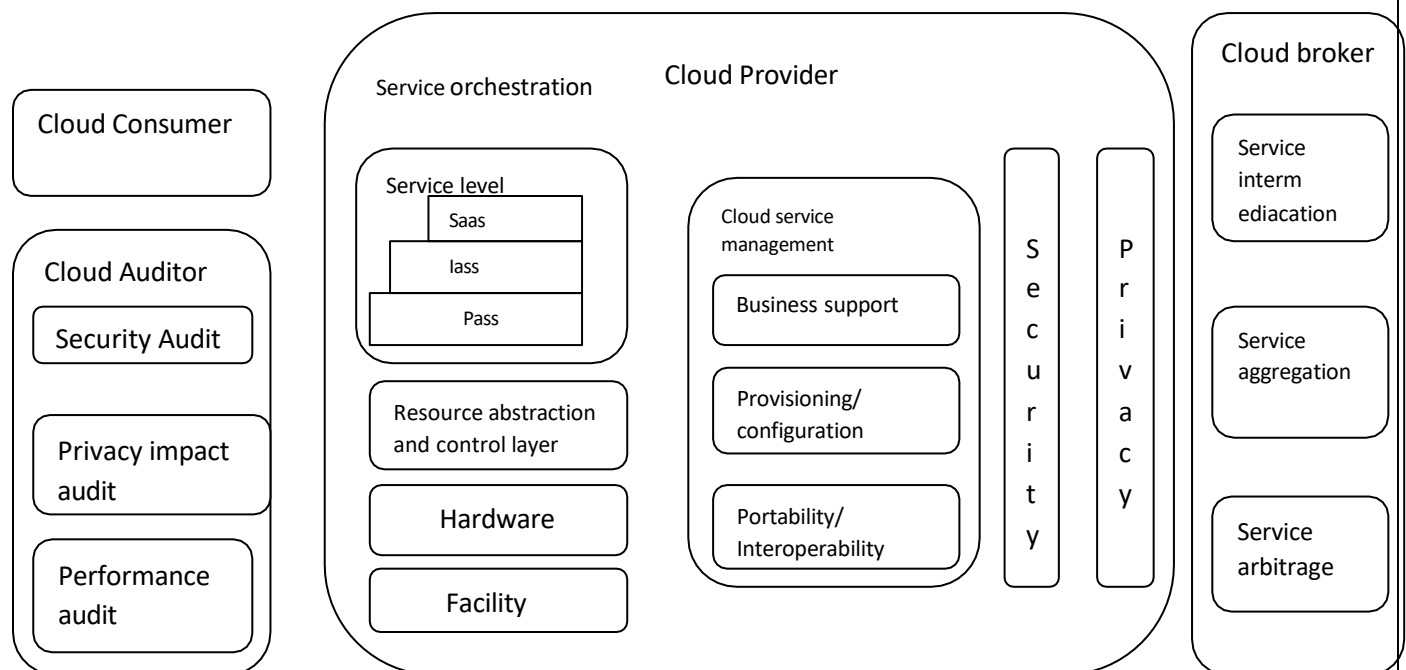 Cloud Consumer
Cloud Auditor
Security Audit
Privacy impact
audit
Performance
audit
Cloud Provider
Service orchestration
Service level
Saas
Iass
Pass
Resource abstraction
and control layer
Hardware
Facility
Cloud service
management
Business support
Provisioning/
configuration
Portability/
Interoperability
S
e
c
u
r
i
t
y
P
r
i
v
a
c
y
Cloud broker
Service
interm
ediacation
Service
aggregation
Service
arbitrage